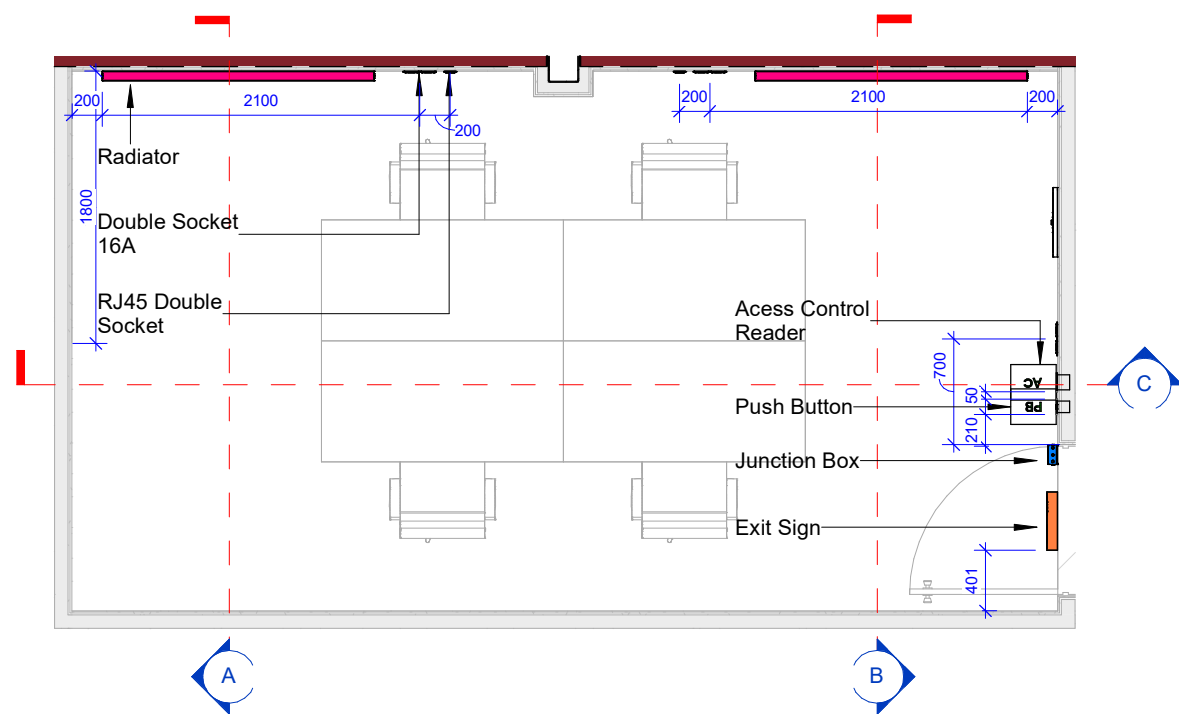 200
2100
200
2100
200
200
Radiator
1800
Double Socket
16A
RJ45 Double
Socket
Acess Control
Reader
700
AC
C
50
Push Button
PB
210
Junction Box
Exit Sign
401
A
B